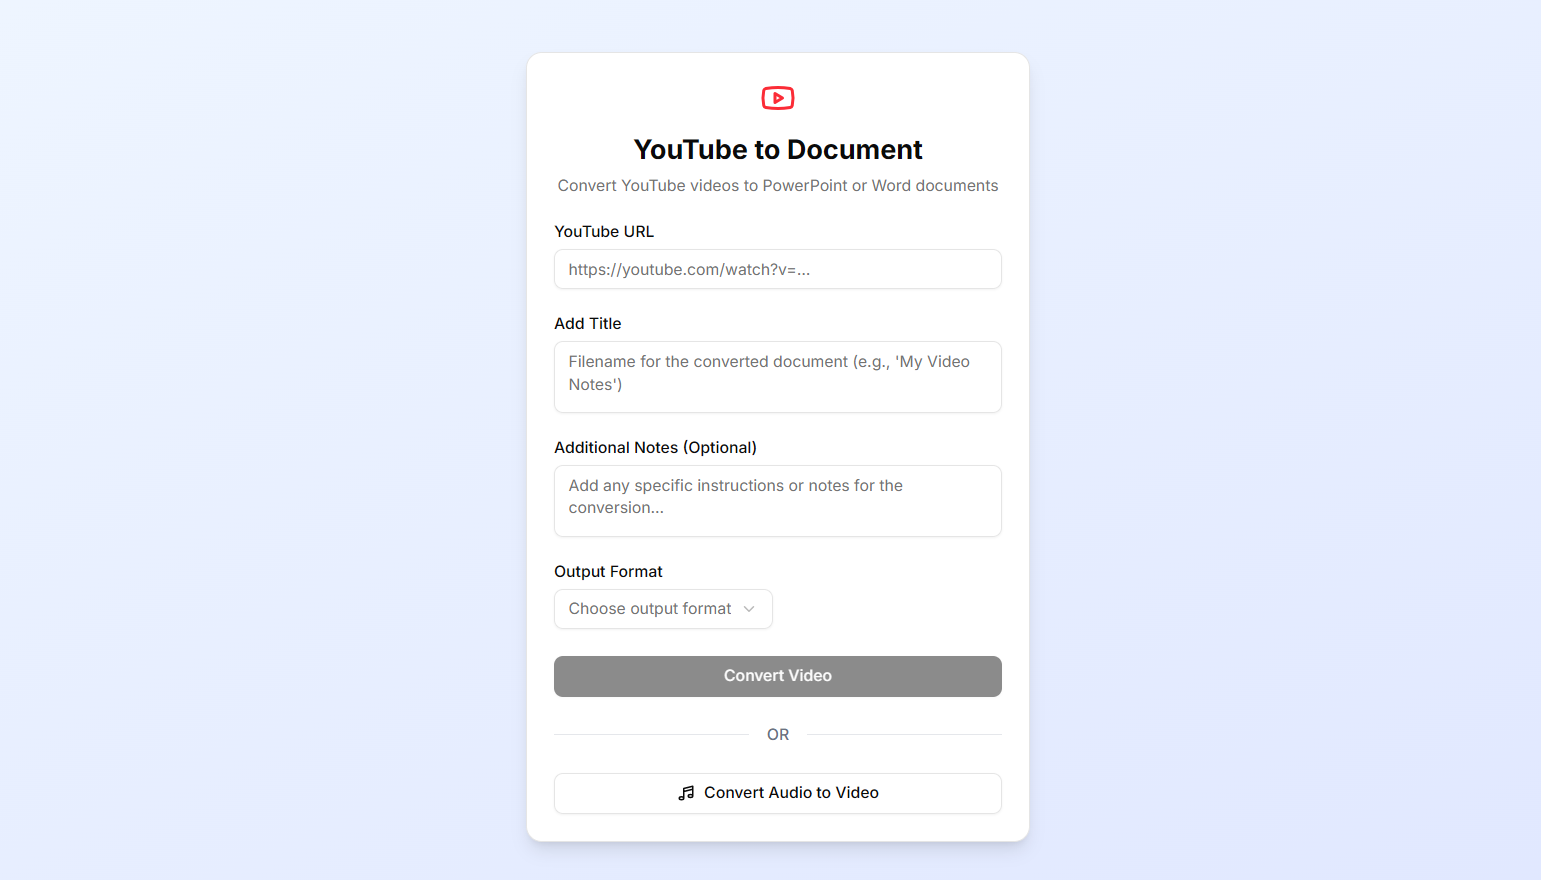 YouTube to Document
Convert YouTube videos to PowerPoint or Word documents
YouTube URL
https://youtube.com/watch?v=...
Add Title
Filename for the converted document (e.g., 'My Video
Notes')
Additional Notes (Optional)
Add any specific instructions or notes for the
conversion...
Output Format
Choose output format
Convert Video
OR
Convert Audio to Video